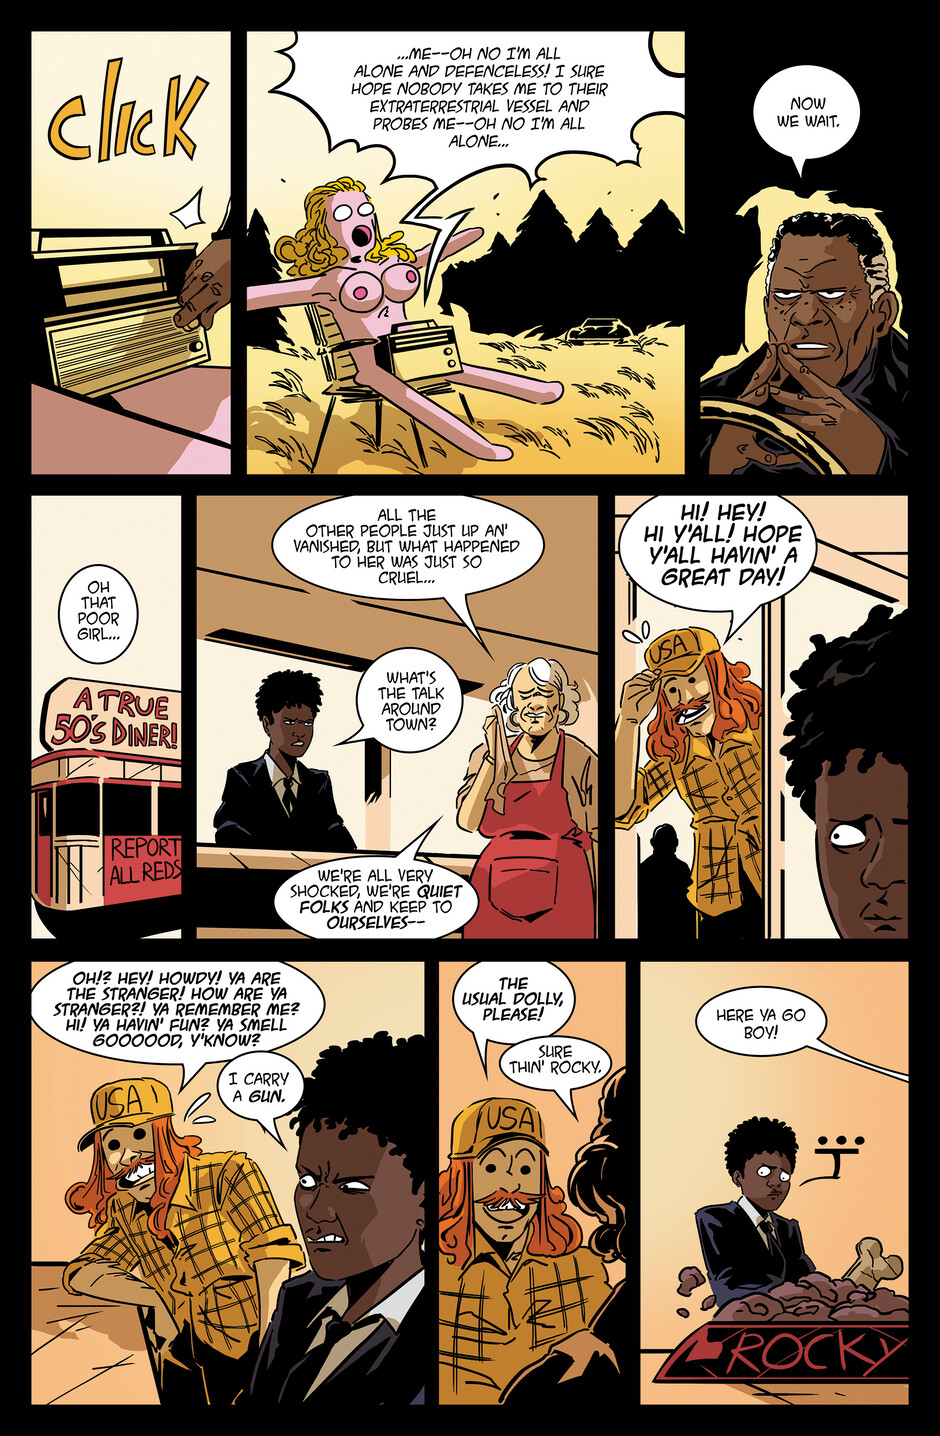 CLICK
...ME--OH NO I'M ALL
ALONE AND DEFENCELESS! I SURE
HOPE NOBODY TAKES ME TO THEIR
EXTRATERRESTRIAL VESSEL AND
PROBES ME--OH NO I'M ALL
ALONE...
NOW
WE WAIT.
OH
THAT
POOR
GIRL...
A TRUE
50'S DINER!
REPORT
ALL REDS
ALL THE
OTHER PEOPLE JUST UP AN'
VANISHED, BUT WHAT HAPPENED
TO HER WAS JUST SO
CRUEL...
WHAT'S
THE TALK
AROUND
TOWN?
WE'RE ALL VERY
SHOCKED, WE'RE QUIET
FOLKS AND KEEP TO
OURSELVES--
HI! HEY!
HI Y'ALL! HOPE
Y'ALL HAVIN' A
GREAT DAY!
USA
OH!? HEY! HOWDY! YA ARE
THE STRANGER! HOW ARE YA
STRANGER?! YA REMEMBER ME?
HI! YA HAVIN' FUN? YA SMELL
GOOOOOD, Y'KNOW?
I CARRY
A GUN.
USA
THE
USUAL DOLLY,
PLEASE!
SURE
THIN' ROCKY.
USA
HERE YA GO
BOY!
ROCKY